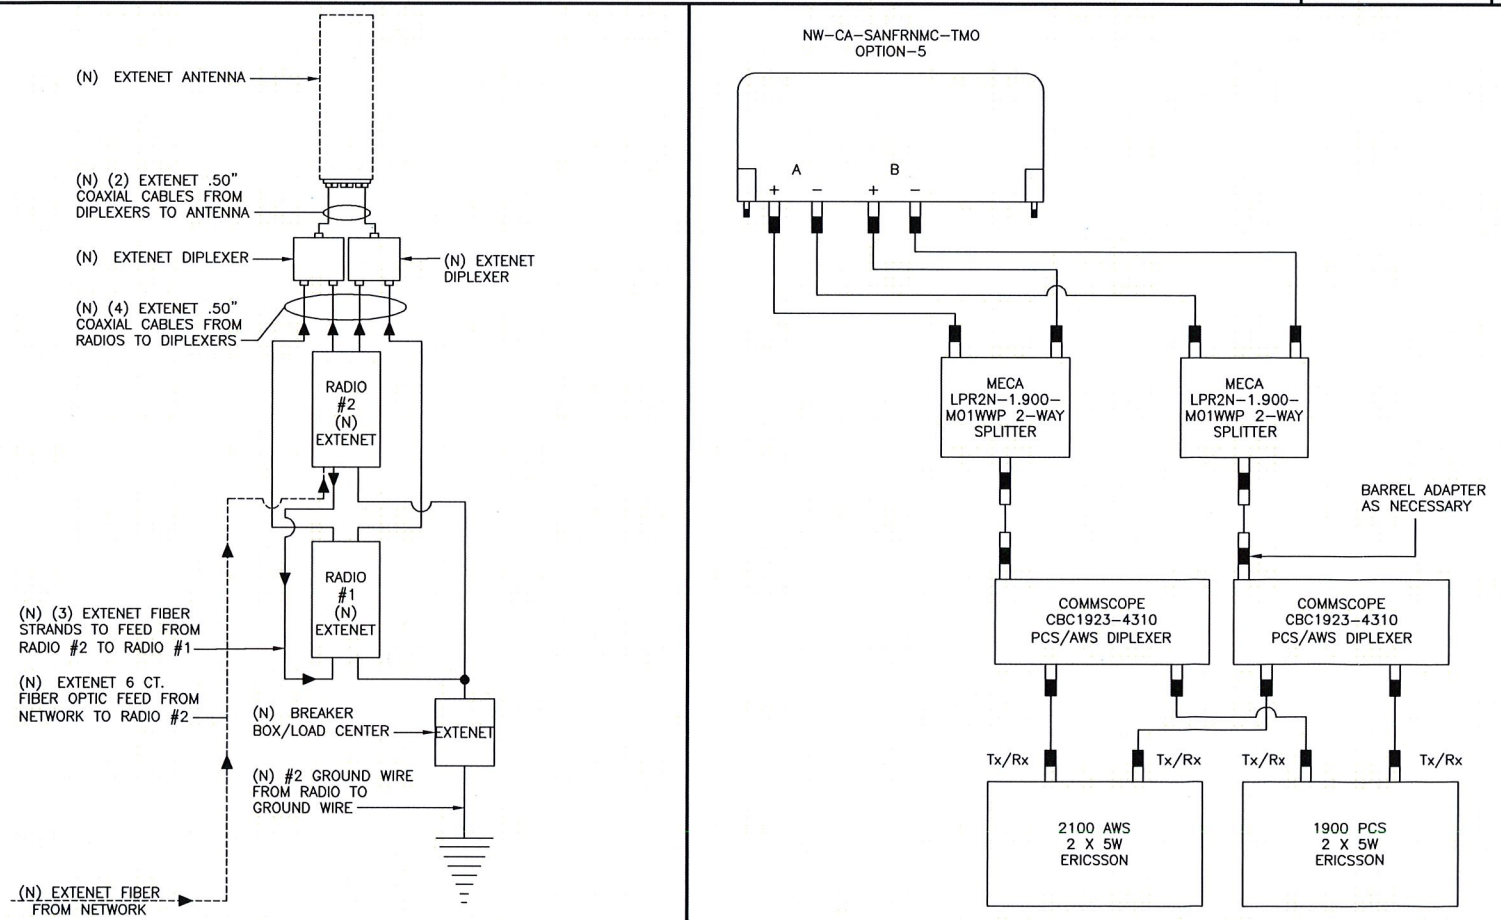 (N) EXTENET ANTENNA
(N) (2) EXTENET .50"
COAXIAL CABLES FROM
DIPLEXERS TO ANTENNA
(N) EXTENET DIPLEXER
(N) EXTENET
DIPLEXER
(N) (4) EXTENET .50"
COAXIAL CABLES FROM
RADIOS TO DIPLEXERS
RADIO
#2
(N)
EXTENET
RADIO
#1
(N)
EXTENET
(N) (3) EXTENET FIBER
STRANDS TO FEED FROM
RADIO #2 TO RADIO #1
(N) EXTENET 6 CT.
FIBER OPTIC FEED FROM
NETWORK TO RADIO #2
(N) BREAKER
BOX/LOAD CENTER
EXTENET
(N) #2 GROUND WIRE
FROM RADIO TO
GROUND WIRE
(N) EXTENET FIBER
FROM NETWORK
NW-CA-SANFRNMC-TMO
OPTION-5
A B
+ - + -
MECA
LPR2N-1.900-
M01WWP 2-WAY
SPLITTER
MECA
LPR2N-1.900-
M01WWP 2-WAY
SPLITTER
BARREL ADAPTER
AS NECESSARY
COMMSCOPE
CBC1923-4310
PCS/AWS DIPLEXER
COMMSCOPE
CBC1923-4310
PCS/AWS DIPLEXER
Tx/Rx Tx/Rx Tx/Rx Tx/Rx
2100 AWS
2 X 5W
ERICSSON
1900 PCS
2 X 5W
ERICSSON